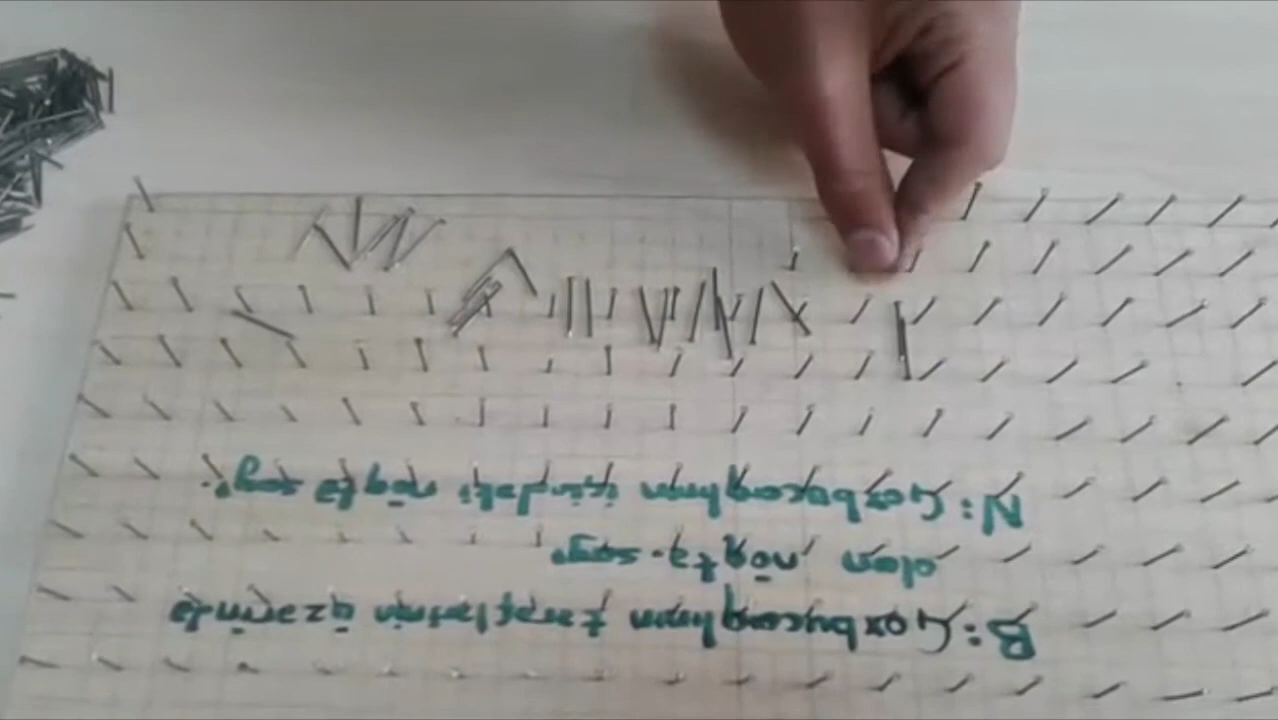 B: Çoxbucaqlının tərəflərinin üzərində
olan nöqtə sayı
N: Çoxbucaqlının içindəki nöqtə sayı